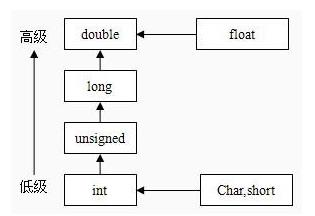 高级
double
float
long
unsigned
低级
int
Char,short